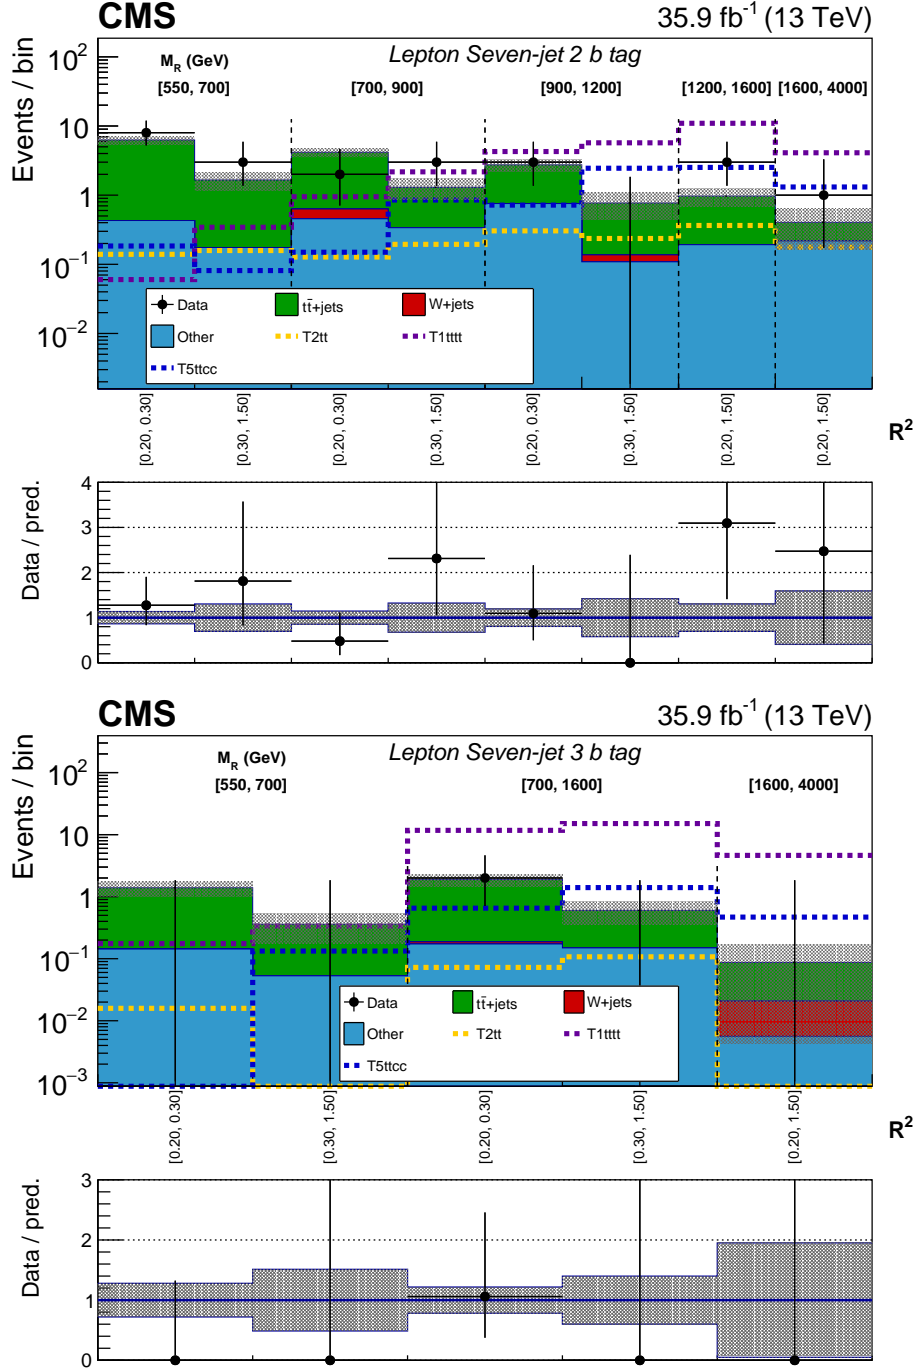 CMS 35.9 fb⁻¹ (13 TeV)
Lepton Seven-jet 2 b tag
M_R (GeV)
[550, 700] [700, 900] [900, 1200] [1200, 1600] [1600, 4000]
Events / bin
10²
10
1
10⁻¹
10⁻²
Data tt̄+jets W+jets
Other T2tt T1tttt
T5ttcc
[0.20, 0.30] [0.30, 1.50] [0.20, 0.30] [0.30, 1.50] [0.20, 0.30] [0.30, 1.50] [0.20, 1.50] [0.20, 1.50]
R²
Data / pred.
4
3
2
1
0
CMS 35.9 fb⁻¹ (13 TeV)
Lepton Seven-jet 3 b tag
M_R (GeV)
[550, 700] [700, 1600] [1600, 4000]
Events / bin
10²
10
1
10⁻¹
10⁻²
10⁻³
Data tt̄+jets W+jets
Other T2tt T1tttt
T5ttcc
[0.20, 0.30] [0.30, 1.50] [0.20, 0.30] [0.30, 1.50] [0.20, 1.50]
R²
Data / pred.
3
2
1
0